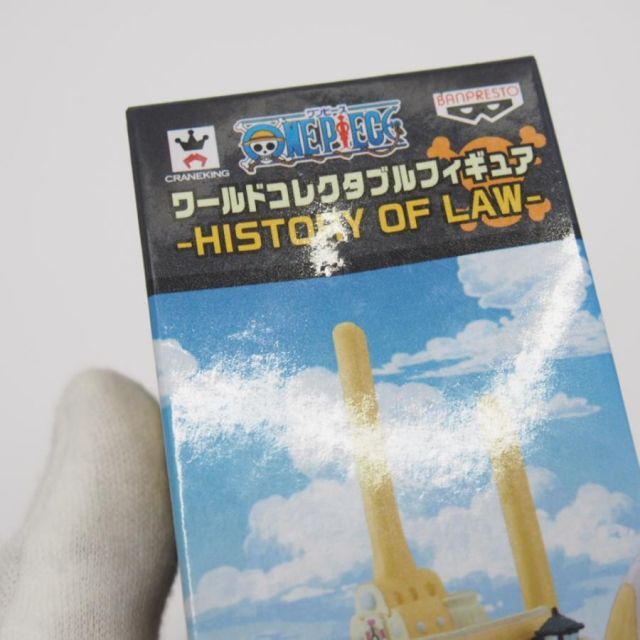 ワンピース
ONE PIECE
BANPRESTO
CRANEKING
ワールドコレクタブルフィギュア
-HISTORY OF LAW-